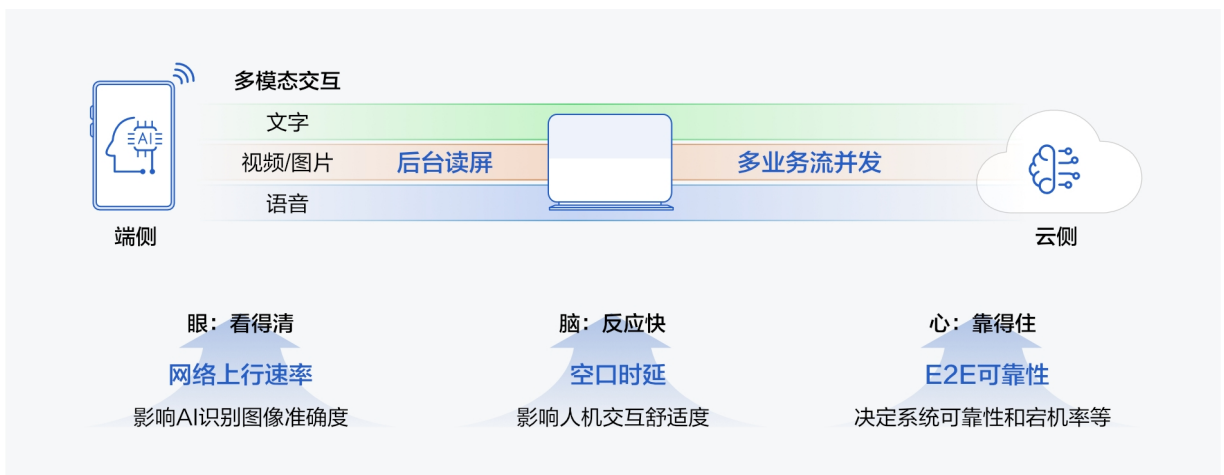 多模态交互
文字
视频/图片
后台读屏
多业务流并发
语音
AI
端侧
云侧
眼：看得清
脑：反应快
心：靠得住
网络上行速率
空口时延
E2E可靠性
影响AI识别图像准确度
影响人机交互舒适度
决定系统可靠性和宕机率等